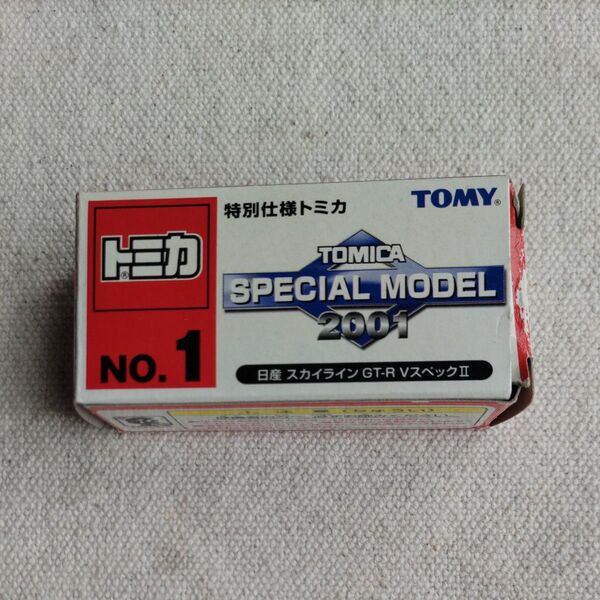 特別仕様トミカ
TOMY®
トミカ®
TOMICA
SPECIAL MODEL
2001
NO. 1
日産 スカイライン GT-R VスペックⅡ